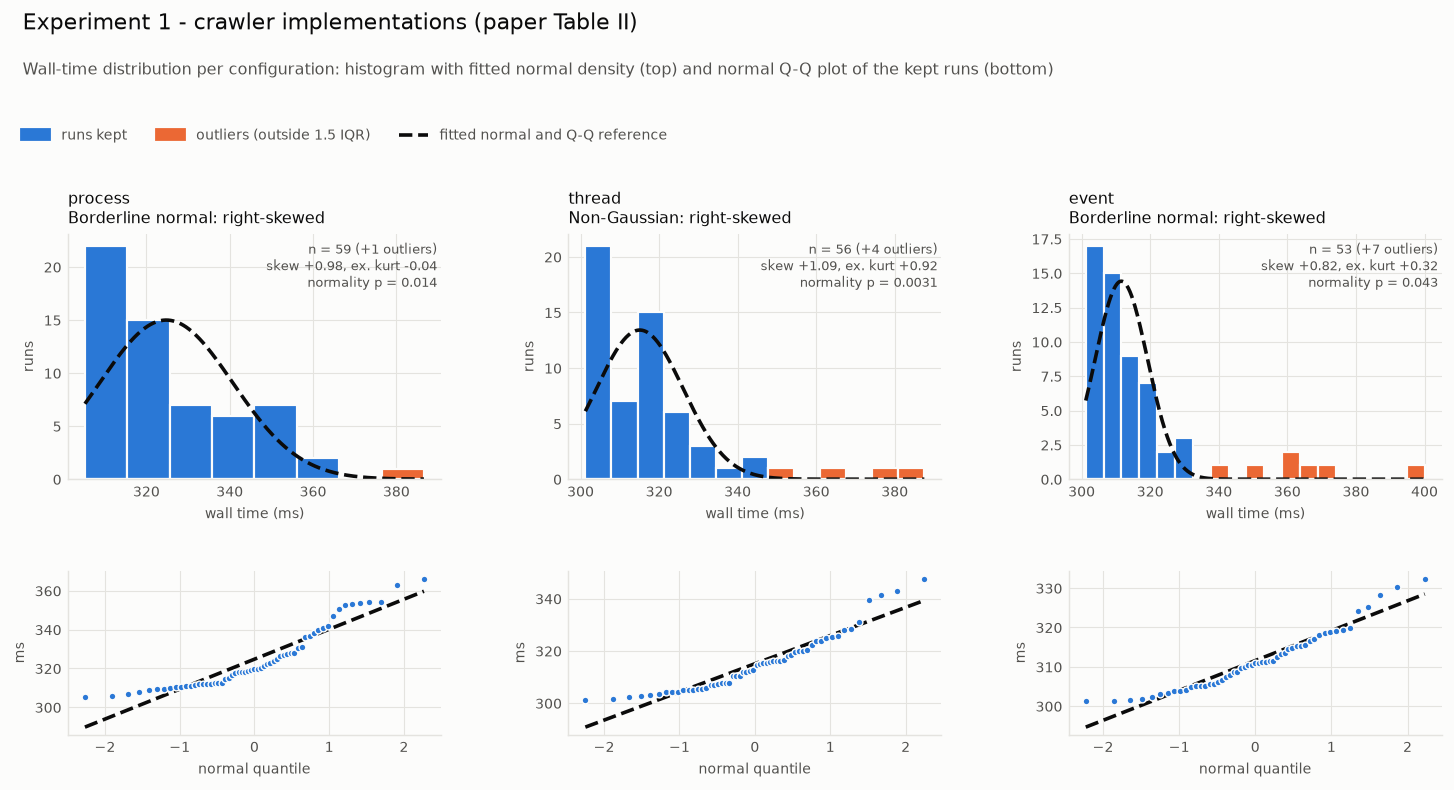 Experiment 1 - crawler implementations (paper Table II)
Wall-time distribution per configuration: histogram with fitted normal density (top) and normal Q-Q plot of the kept runs (bottom)
runs kept
outliers (outside 1.5 IQR)
fitted normal and Q-Q reference
process
Borderline normal: right-skewed
n = 59 (+1 outliers)
skew +0.98, ex. kurt -0.04
normality p = 0.014
runs
20
15
10
5
0
320 340 360 380
wall time (ms)
thread
Non-Gaussian: right-skewed
n = 56 (+4 outliers)
skew +1.09, ex. kurt +0.92
normality p = 0.0031
runs
20
15
10
5
0
300 320 340 360 380
wall time (ms)
event
Borderline normal: right-skewed
n = 53 (+7 outliers)
skew +0.82, ex. kurt +0.32
normality p = 0.043
runs
17.5
15.0
12.5
10.0
7.5
5.0
2.5
0.0
300 320 340 360 380 400
wall time (ms)
ms
360
340
320
300
−2 −1 0 1 2
normal quantile
ms
340
320
300
−2 −1 0 1 2
normal quantile
ms
330
320
310
300
−2 −1 0 1 2
normal quantile